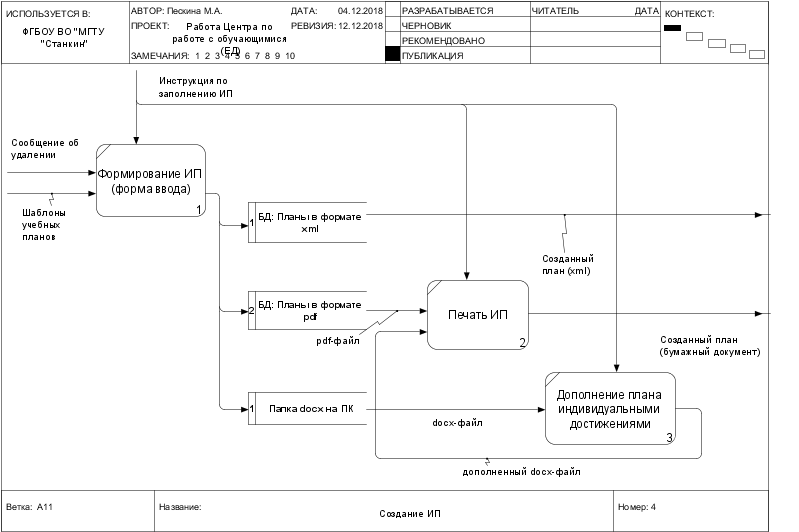 ИСПОЛЬЗУЕТСЯ В:
ФГБОУ ВО "МГТУ
"Станкин"
АВТОР: Пескина М.А.
ДАТА: 04.12.2018
ПРОЕКТ: Работа Центра по
работе с обучающимися
(ЕД)
РЕВИЗИЯ: 12.12.2018
ЗАМЕЧАНИЯ: 1 2 3 4 5 6 7 8 9 10
РАЗРАБАТЫВАЕТСЯ
ЧЕРНОВИК
РЕКОМЕНДОВАНО
ПУБЛИКАЦИЯ
ЧИТАТЕЛЬ ДАТА
КОНТЕКСТ:
Инструкция по
заполнению ИП
Сообщение об
удалении
Формирование ИП
(форма ввода)
1
Шаблоны
учебных
планов
1 БД: Планы в формате
xml
Созданный
план (xml)
2 БД: Планы в формате
pdf
pdf-файл
Печать ИП
2
Созданный план
(бумажный документ)
1 Папка docx на ПК
docx-файл
Дополнение плана
индивидуальными
достижениями
3
дополненный docx-файл
Ветка: A11
Название: Создание ИП
Номер: 4